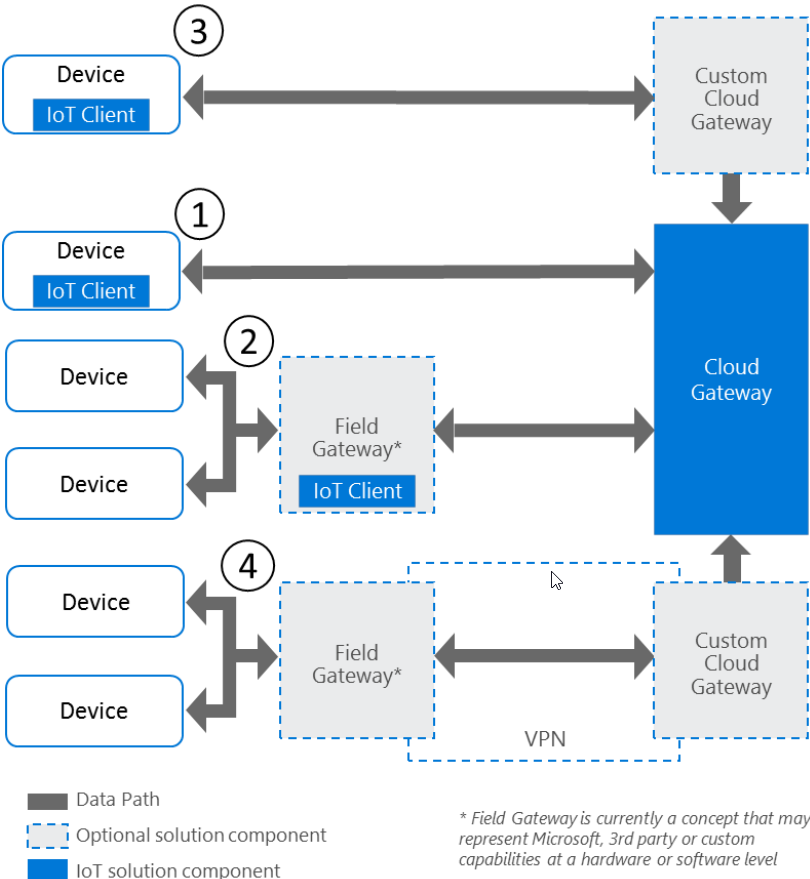 3
Device
IoT Client
Custom
Cloud
Gateway
1
Device
IoT Client
Cloud
Gateway
2
Device
Device
Field
Gateway*
IoT Client
4
Device
Device
Field
Gateway*
VPN
Custom
Cloud
Gateway
Data Path
Optional solution component
IoT solution component
* Field Gateway is currently a concept that may
represent Microsoft, 3rd party or custom
capabilities at a hardware or software level